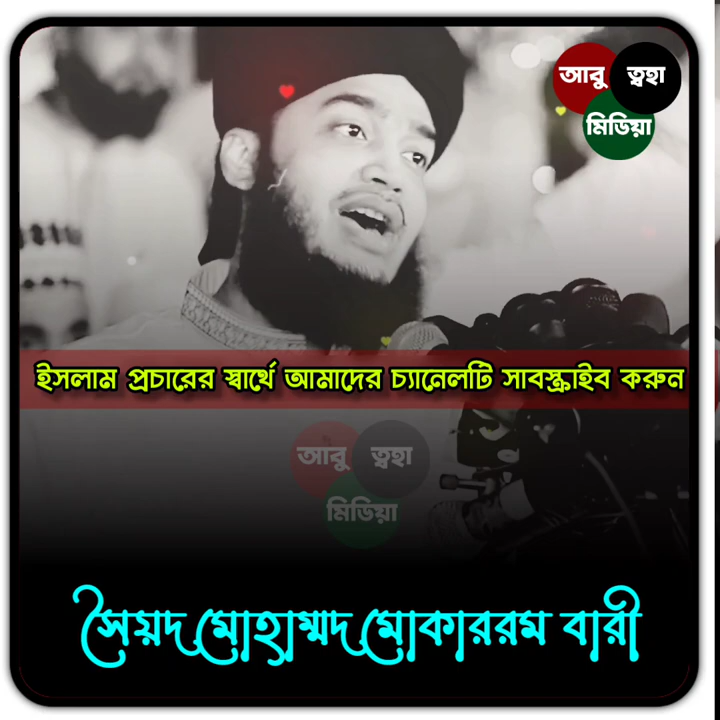 আবু ত্বহা
মিডিয়া
ইসলাম প্রচারের স্বার্থে আমাদের চ্যানেলটি সাবস্ক্রাইব করুন
আবু ত্বহা
মিডিয়া
সৈয়দ মোহাম্মদ মোকাররম বারী